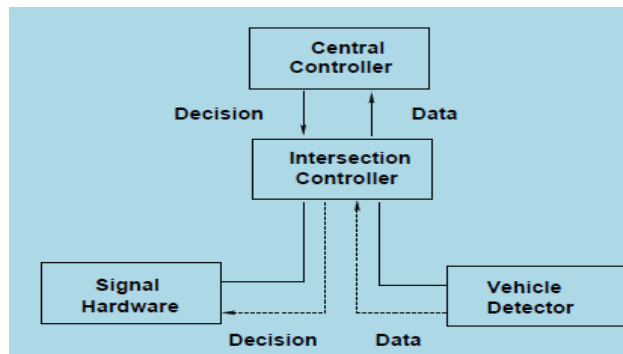 Central
Controller
Decision
Data
Intersection
Controller
Signal
Hardware
Vehicle
Detector
Decision
Data